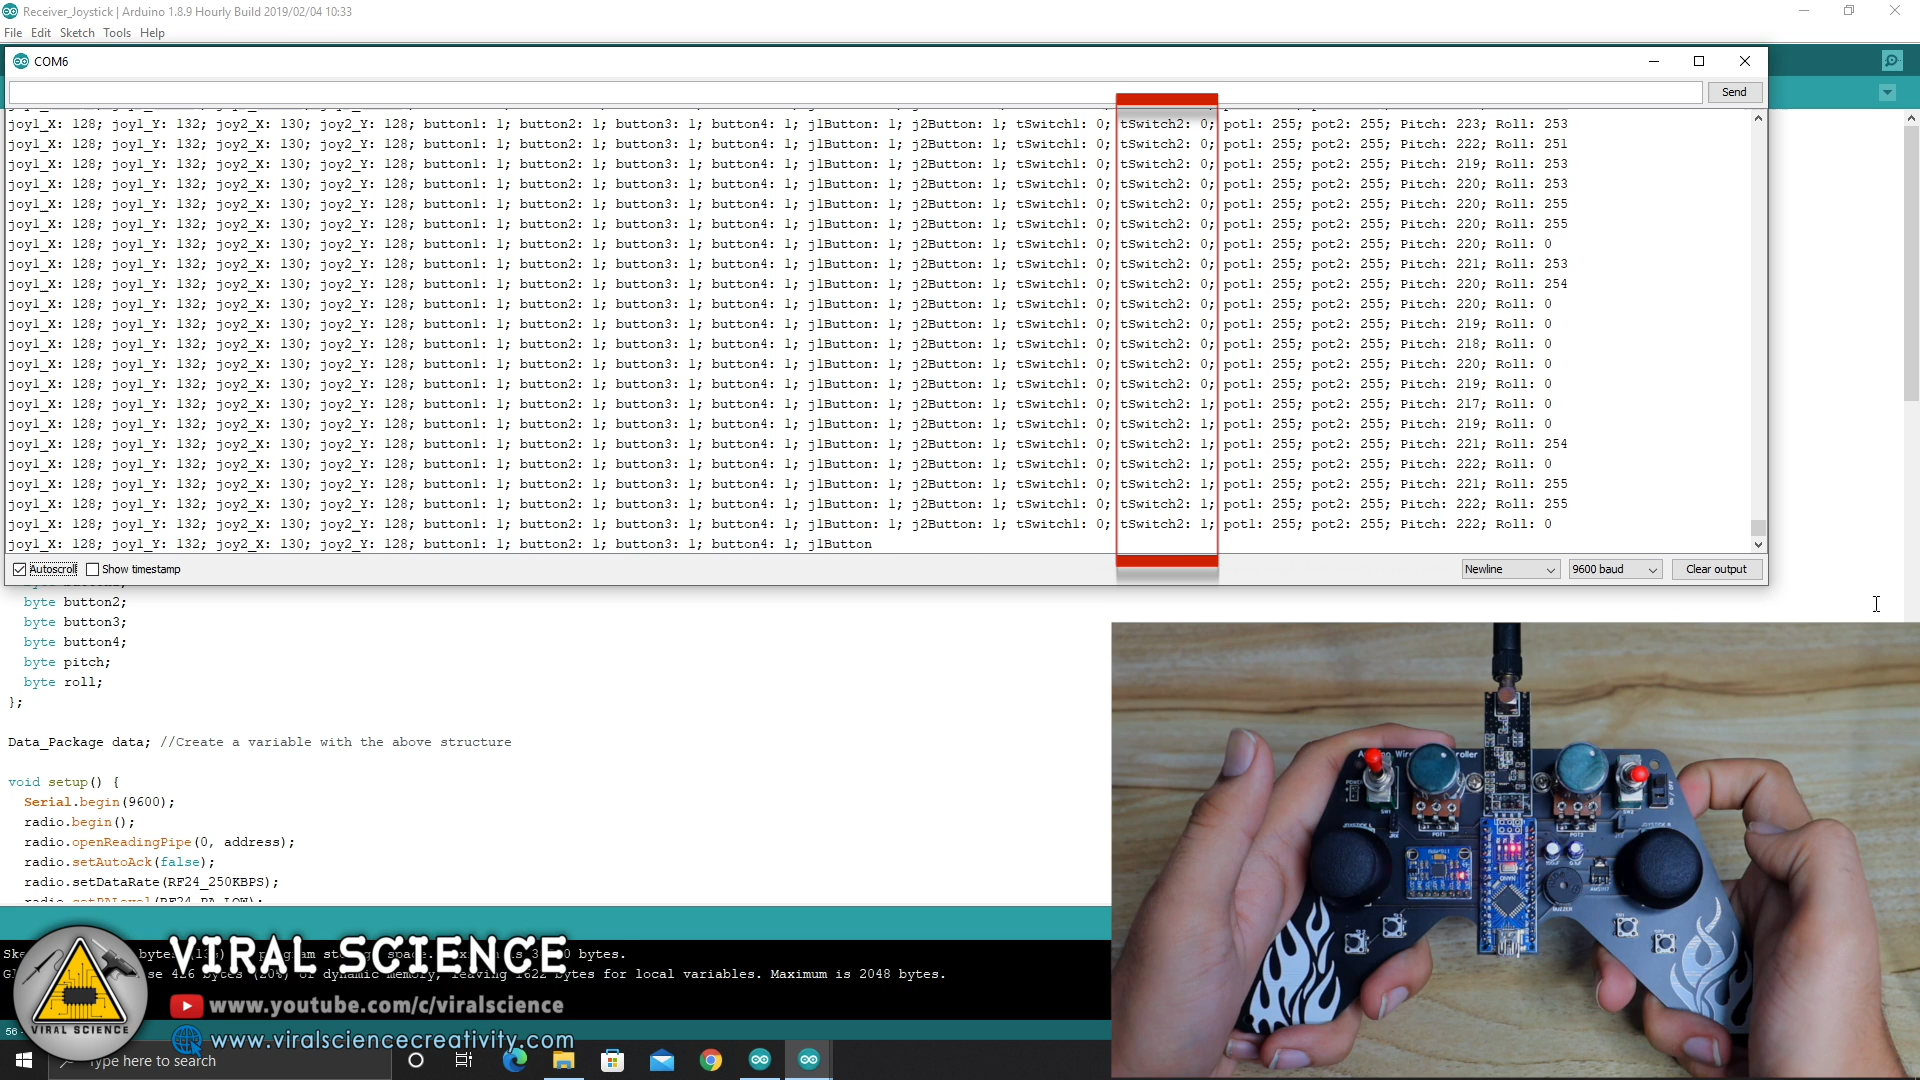 Receiver_Joystick | Arduino 1.8.9 Hourly Build 2019/02/04 10:33
File Edit Sketch Tools Help
COM6
Send
joy1_X: 128; joy1_Y: 132; joy2_X: 130; joy2_Y: 128; button1: 1; button2: 1; button3: 1; button4: 1; j1Button: 1; j2Button: 1; tSwitch1: 0; tSwitch2: 0; pot1: 255; pot2: 255; Pitch: 223; Roll: 253
joy1_X: 128; joy1_Y: 132; joy2_X: 130; joy2_Y: 128; button1: 1; button2: 1; button3: 1; button4: 1; j1Button: 1; j2Button: 1; tSwitch1: 0; tSwitch2: 0; pot1: 255; pot2: 255; Pitch: 222; Roll: 251
joy1_X: 128; joy1_Y: 132; joy2_X: 130; joy2_Y: 128; button1: 1; button2: 1; button3: 1; button4: 1; j1Button: 1; j2Button: 1; tSwitch1: 0; tSwitch2: 0; pot1: 255; pot2: 255; Pitch: 219; Roll: 253
joy1_X: 128; joy1_Y: 132; joy2_X: 130; joy2_Y: 128; button1: 1; button2: 1; button3: 1; button4: 1; j1Button: 1; j2Button: 1; tSwitch1: 0; tSwitch2: 0; pot1: 255; pot2: 255; Pitch: 220; Roll: 253
joy1_X: 128; joy1_Y: 132; joy2_X: 130; joy2_Y: 128; button1: 1; button2: 1; button3: 1; button4: 1; j1Button: 1; j2Button: 1; tSwitch1: 0; tSwitch2: 0; pot1: 255; pot2: 255; Pitch: 220; Roll: 255
joy1_X: 128; joy1_Y: 132; joy2_X: 130; joy2_Y: 128; button1: 1; button2: 1; button3: 1; button4: 1; j1Button: 1; j2Button: 1; tSwitch1: 0; tSwitch2: 0; pot1: 255; pot2: 255; Pitch: 220; Roll: 255
joy1_X: 128; joy1_Y: 132; joy2_X: 130; joy2_Y: 128; button1: 1; button2: 1; button3: 1; button4: 1; j1Button: 1; j2Button: 1; tSwitch1: 0; tSwitch2: 0; pot1: 255; pot2: 255; Pitch: 220; Roll: 0
joy1_X: 128; joy1_Y: 132; joy2_X: 130; joy2_Y: 128; button1: 1; button2: 1; button3: 1; button4: 1; j1Button: 1; j2Button: 1; tSwitch1: 0; tSwitch2: 0; pot1: 255; pot2: 255; Pitch: 221; Roll: 253
joy1_X: 128; joy1_Y: 132; joy2_X: 130; joy2_Y: 128; button1: 1; button2: 1; button3: 1; button4: 1; j1Button: 1; j2Button: 1; tSwitch1: 0; tSwitch2: 0; pot1: 255; pot2: 255; Pitch: 220; Roll: 254
joy1_X: 128; joy1_Y: 132; joy2_X: 130; joy2_Y: 128; button1: 1; button2: 1; button3: 1; button4: 1; j1Button: 1; j2Button: 1; tSwitch1: 0; tSwitch2: 0; pot1: 255; pot2: 255; Pitch: 220; Roll: 0
joy1_X: 128; joy1_Y: 132; joy2_X: 130; joy2_Y: 128; button1: 1; button2: 1; button3: 1; button4: 1; j1Button: 1; j2Button: 1; tSwitch1: 0; tSwitch2: 0; pot1: 255; pot2: 255; Pitch: 219; Roll: 0
joy1_X: 128; joy1_Y: 132; joy2_X: 130; joy2_Y: 128; button1: 1; button2: 1; button3: 1; button4: 1; j1Button: 1; j2Button: 1; tSwitch1: 0; tSwitch2: 0; pot1: 255; pot2: 255; Pitch: 218; Roll: 0
joy1_X: 128; joy1_Y: 132; joy2_X: 130; joy2_Y: 128; button1: 1; button2: 1; button3: 1; button4: 1; j1Button: 1; j2Button: 1; tSwitch1: 0; tSwitch2: 0; pot1: 255; pot2: 255; Pitch: 220; Roll: 0
joy1_X: 128; joy1_Y: 132; joy2_X: 130; joy2_Y: 128; button1: 1; button2: 1; button3: 1; button4: 1; j1Button: 1; j2Button: 1; tSwitch1: 0; tSwitch2: 0; pot1: 255; pot2: 255; Pitch: 219; Roll: 0
joy1_X: 128; joy1_Y: 132; joy2_X: 130; joy2_Y: 128; button1: 1; button2: 1; button3: 1; button4: 1; j1Button: 1; j2Button: 1; tSwitch1: 0; tSwitch2: 1; pot1: 255; pot2: 255; Pitch: 217; Roll: 0
joy1_X: 128; joy1_Y: 132; joy2_X: 130; joy2_Y: 128; button1: 1; button2: 1; button3: 1; button4: 1; j1Button: 1; j2Button: 1; tSwitch1: 0; tSwitch2: 1; pot1: 255; pot2: 255; Pitch: 219; Roll: 0
joy1_X: 128; joy1_Y: 132; joy2_X: 130; joy2_Y: 128; button1: 1; button2: 1; button3: 1; button4: 1; j1Button: 1; j2Button: 1; tSwitch1: 0; tSwitch2: 1; pot1: 255; pot2: 255; Pitch: 221; Roll: 254
joy1_X: 128; joy1_Y: 132; joy2_X: 130; joy2_Y: 128; button1: 1; button2: 1; button3: 1; button4: 1; j1Button: 1; j2Button: 1; tSwitch1: 0; tSwitch2: 1; pot1: 255; pot2: 255; Pitch: 222; Roll: 0
joy1_X: 128; joy1_Y: 132; joy2_X: 130; joy2_Y: 128; button1: 1; button2: 1; button3: 1; button4: 1; j1Button: 1; j2Button: 1; tSwitch1: 0; tSwitch2: 1; pot1: 255; pot2: 255; Pitch: 221; Roll: 255
joy1_X: 128; joy1_Y: 132; joy2_X: 130; joy2_Y: 128; button1: 1; button2: 1; button3: 1; button4: 1; j1Button: 1; j2Button: 1; tSwitch1: 0; tSwitch2: 1; pot1: 255; pot2: 255; Pitch: 222; Roll: 255
joy1_X: 128; joy1_Y: 132; joy2_X: 130; joy2_Y: 128; button1: 1; button2: 1; button3: 1; button4: 1; j1Button: 1; j2Button: 1; tSwitch1: 0; tSwitch2: 1; pot1: 255; pot2: 255; Pitch: 222; Roll: 0
joy1_X: 128; joy1_Y: 132; joy2_X: 130; joy2_Y: 128; button1: 1; button2: 1; button3: 1; button4: 1; j1Button
Autoscroll Show timestamp Newline 9600 baud Clear output
byte button2;
byte button3;
byte button4;
byte pitch;
byte roll;
};
Data_Package data; //Create a variable with the above structure
void setup() {
Serial.begin(9600);
radio.begin();
radio.openReadingPipe(0, address);
radio.setAutoAck(false);
radio.setDataRate(RF24_250KBPS);
bytes.
bytes of dynamic memory, leaving 1622 bytes for local variables. Maximum is 2048 bytes.
VIRAL SCIENCE
www.youtube.com/c/viralscience
www.viralsciencecreativity.com
VIRAL SCIENCE
56
Type here to search
POT1
POT2
SW1
SW2
BUZZER
NANO